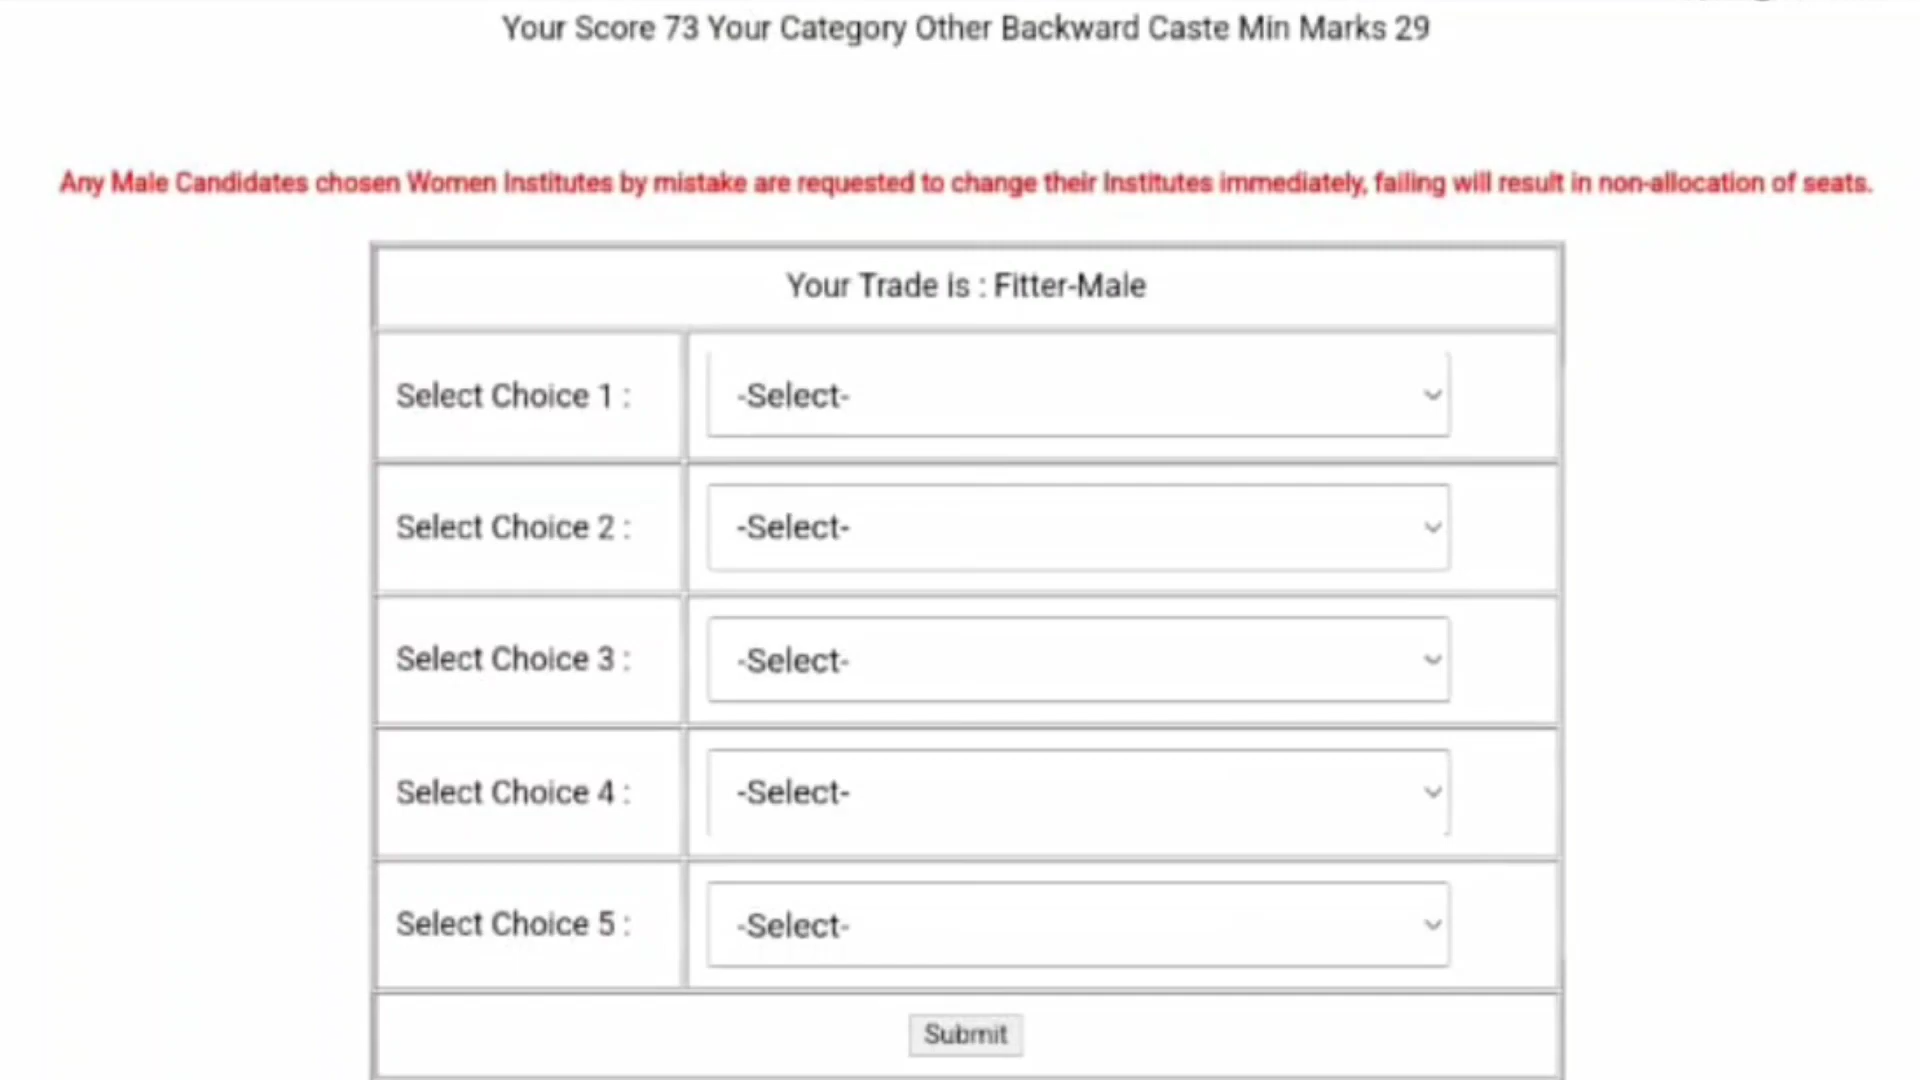 Your Score 73 Your Category Other Backward Caste Min Marks 29
Any Male Candidates chosen Women Institutes by mistake are requested to change their Institutes immediately, failing will result in non-allocation of seats.
Your Trade is : Fitter-Male
Select Choice 1 : -Select-
Select Choice 2 : -Select-
Select Choice 3 : -Select-
Select Choice 4 : -Select-
Select Choice 5 : -Select-
Submit